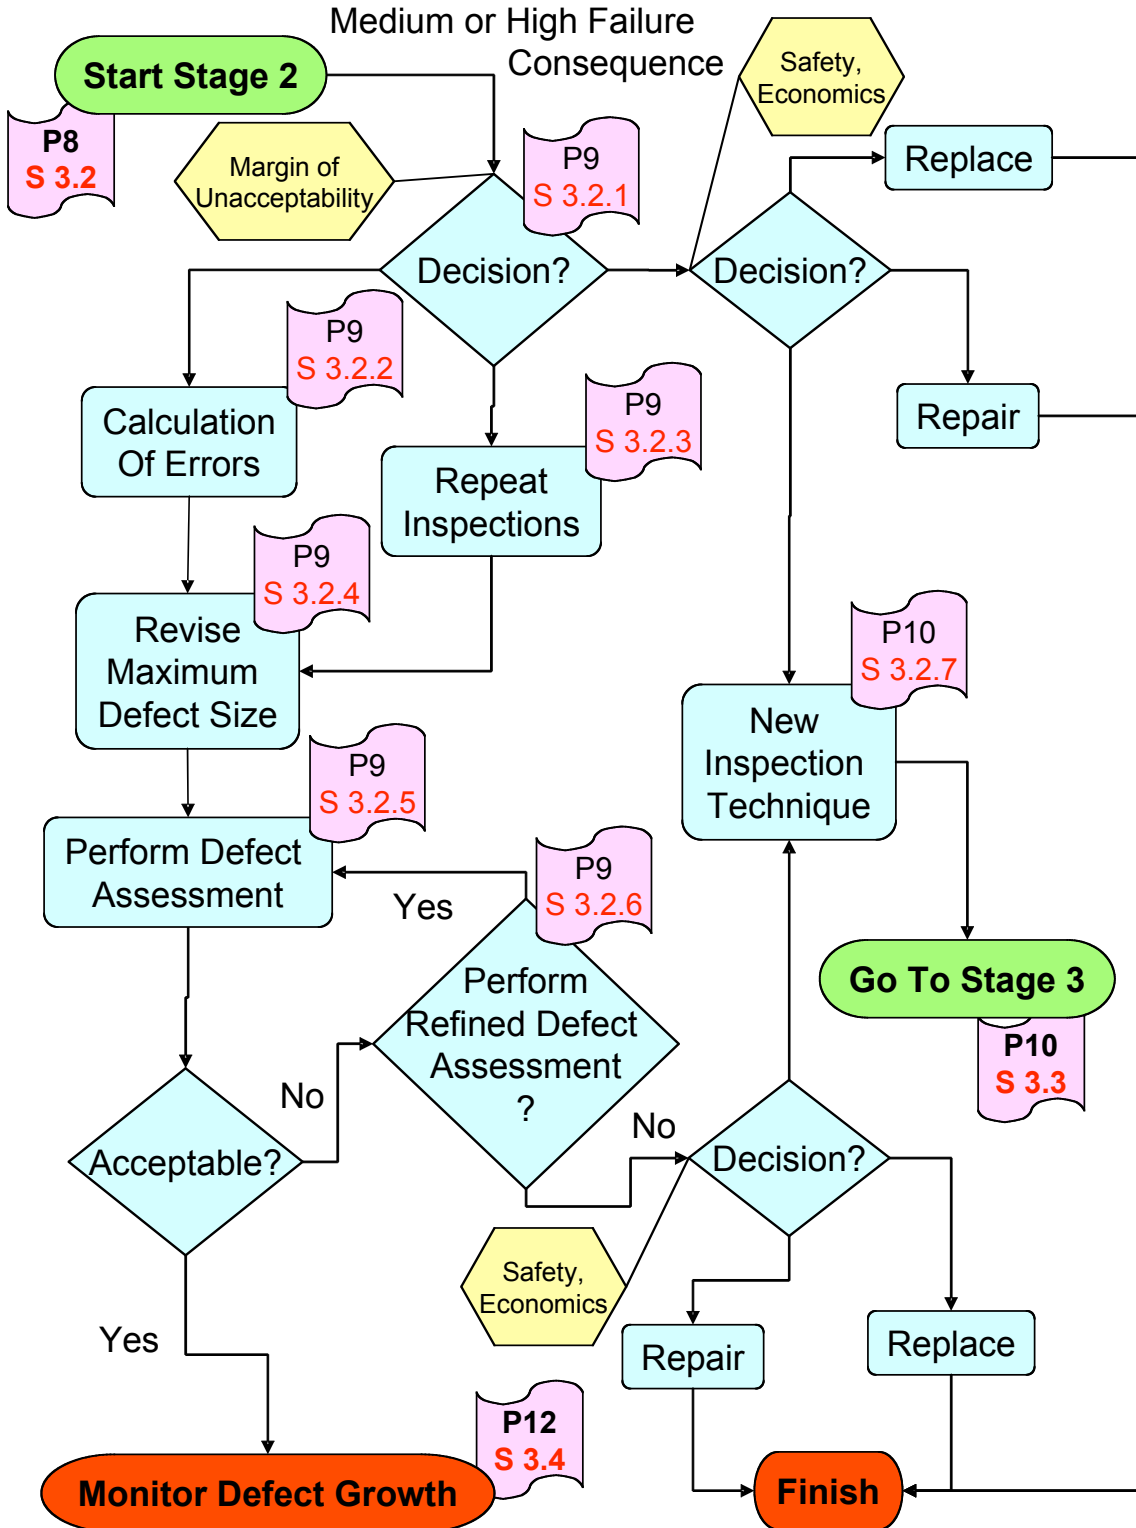 Medium or High Failure
Consequence
Start Stage 2
Safety,
Economics
P8
S 3.2
Margin of
Unacceptability
P9
S 3.2.1
Replace
Decision?
Decision?
P9
S 3.2.2
Calculation
Of Errors
P9
S 3.2.3
Repair
Repeat
Inspections
P9
S 3.2.4
Revise
Maximum
Defect Size
P10
S 3.2.7
New
Inspection
Technique
P9
S 3.2.5
Perform Defect
Assessment
P9
S 3.2.6
Yes
Perform
Refined Defect
Assessment
?
Go To Stage 3
P10
S 3.3
No
No
Acceptable?
Decision?
Safety,
Economics
Yes
Repair
Replace
P12
S 3.4
Monitor Defect Growth
Finish